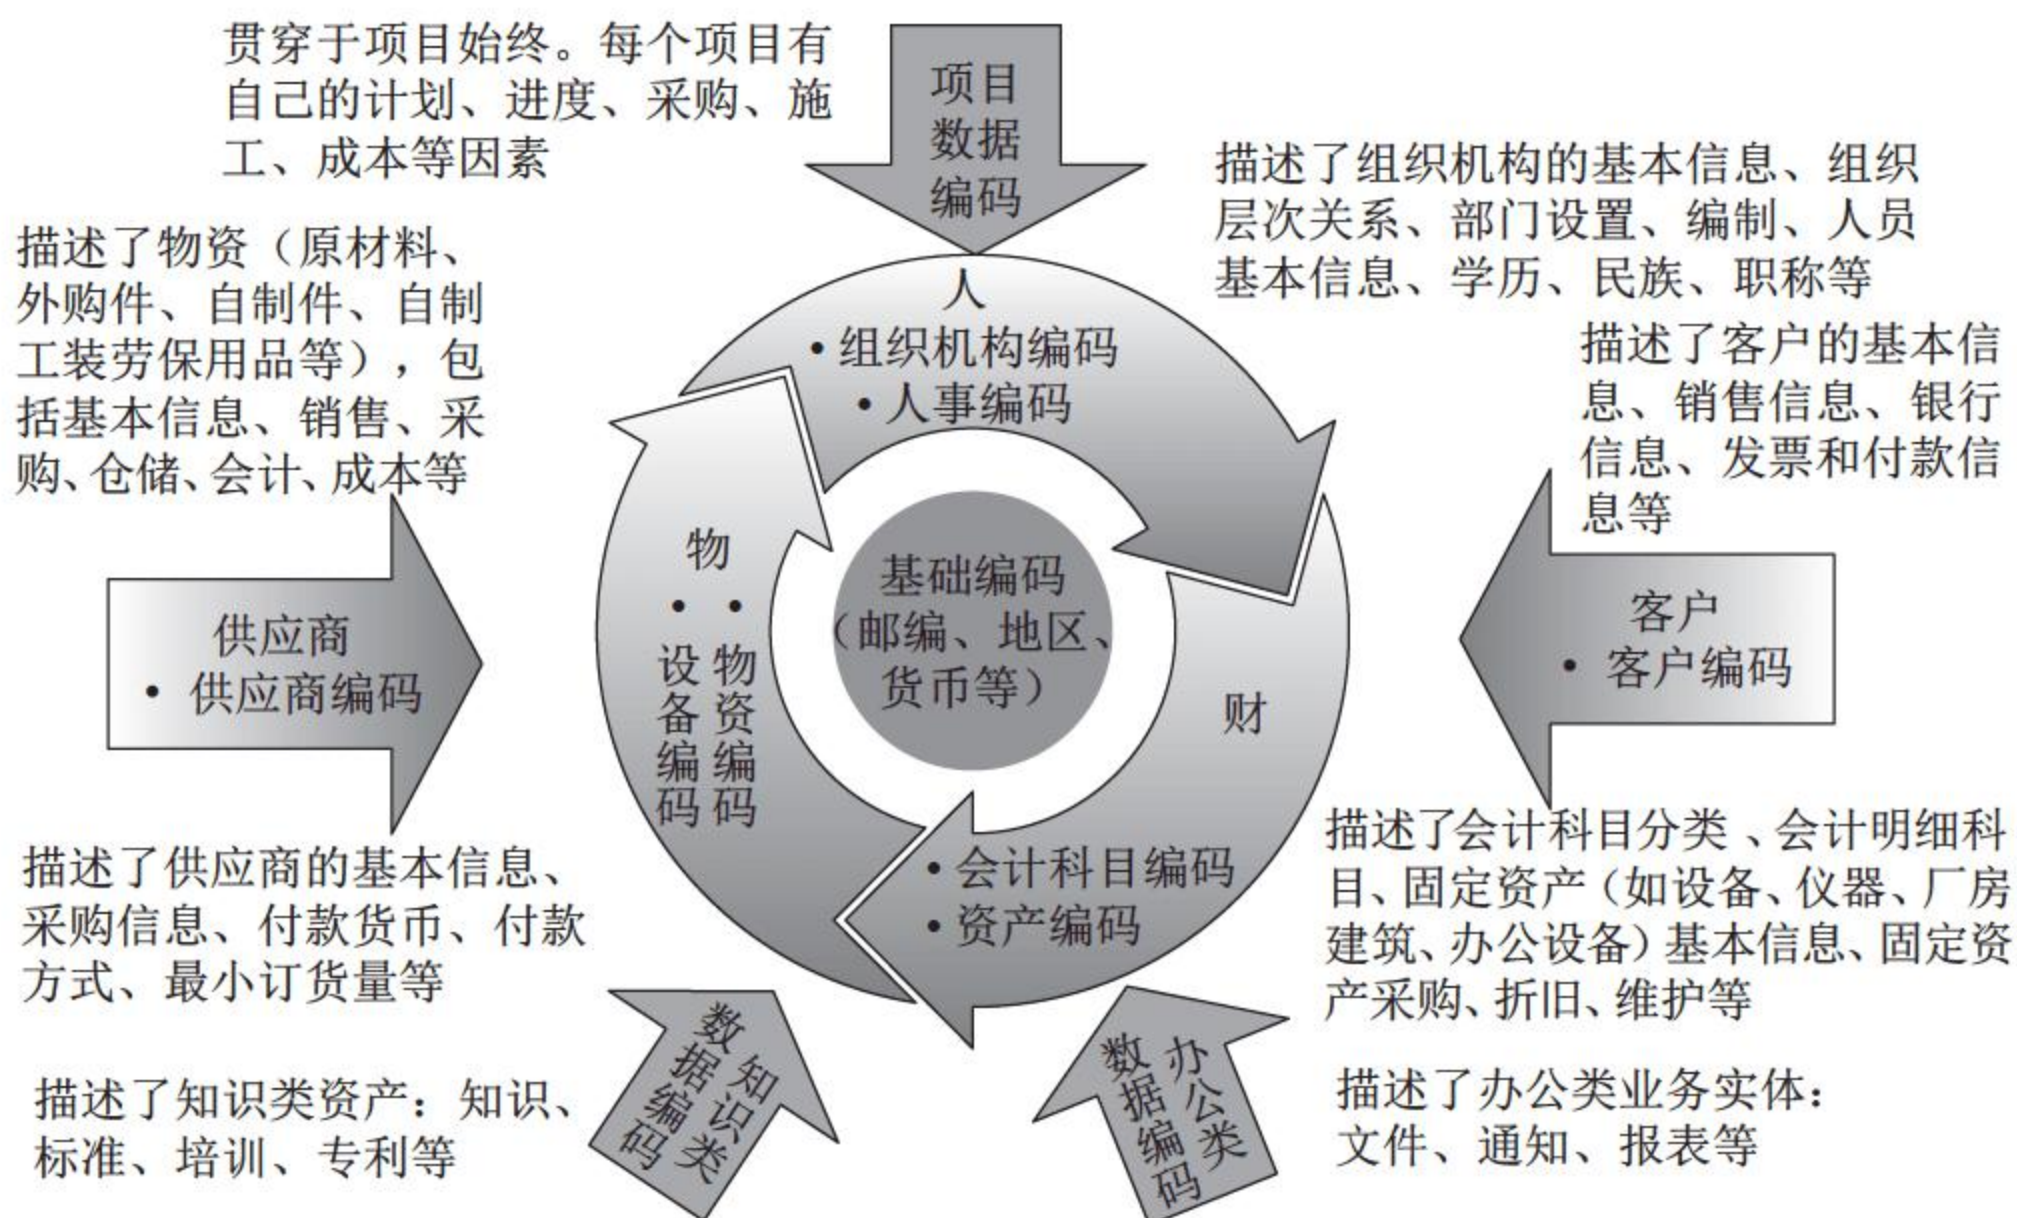 贯穿于项目始终。每个项目有
自己的计划、进度、采购、施
工、成本等因素
项目
数据
编码
描述了组织机构的基本信息、组织
层次关系、部门设置、编制、人员
基本信息、学历、民族、职称等
描述了物资（原材料、
外购件、自制件、自制
工装劳保用品等），包
括基本信息、销售、采
购、仓储、会计、成本等
人
•组织机构编码
•人事编码
描述了客户的基本信
息、销售信息、银行
信息、发票和付款信
息等
供应商
• 供应商编码
物
•设备编码
•物资编码
基础编码
（邮编、地区、
货币等）
财
•会计科目编码
•资产编码
客户
• 客户编码
描述了供应商的基本信息、
采购信息、付款货币、付款
方式、最小订货量等
描述了会计科目分类、会计明细科
目、固定资产（如设备、仪器、厂房
建筑、办公设备）基本信息、固定资
产采购、折旧、维护等
描述了知识类资产：知识、
标准、培训、专利等
知识类
数据编码
办公类
数据编码
描述了办公类业务实体：
文件、通知、报表等